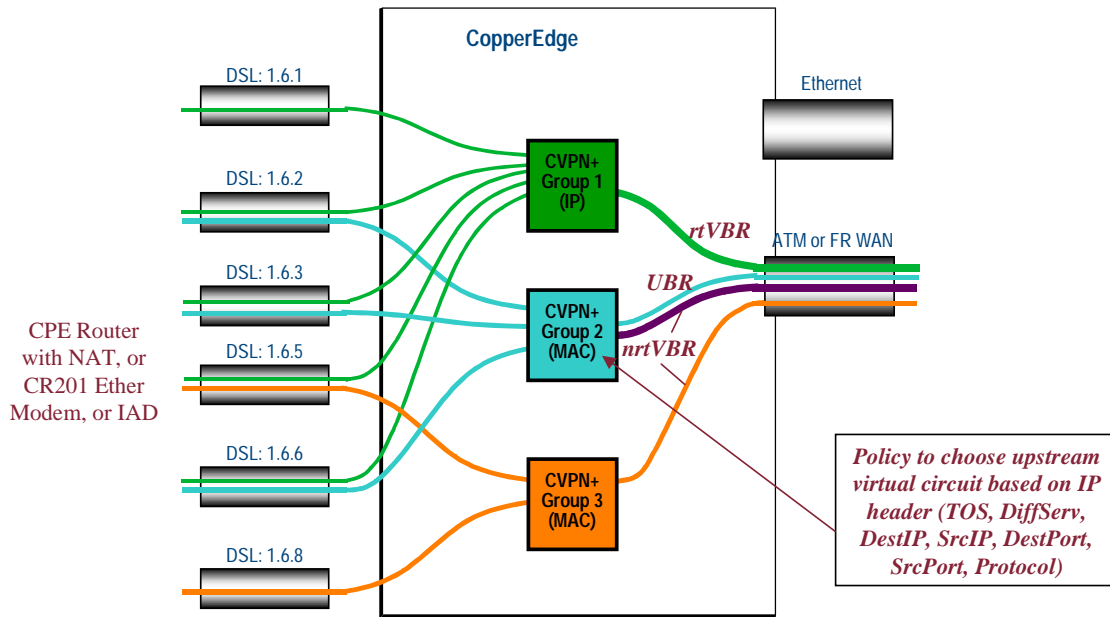 CopperEdge
DSL: 1.6.1
DSL: 1.6.2
DSL: 1.6.3
DSL: 1.6.5
DSL: 1.6.6
DSL: 1.6.8
CPE Router
with NAT, or
CR201 Ether
Modem, or IAD
CVPN+
Group 1
(IP)
CVPN+
Group 2
(MAC)
CVPN+
Group 3
(MAC)
rtVBR
UBR
nrtVBR
Ethernet
ATM or FR WAN
Policy to choose upstream
virtual circuit based on IP
header (TOS, DiffServ,
DestIP, SrcIP, DestPort,
SrcPort, Protocol)